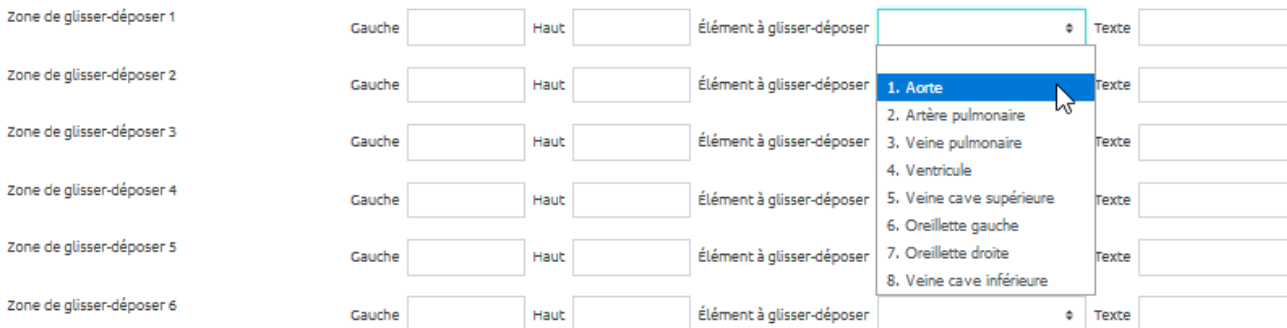 Zone de glisser-déposer 1 Gauche Haut Élément à glisser-déposer Texte
Zone de glisser-déposer 2 Gauche Haut Élément à glisser-déposer Texte
1. Aorte
2. Artère pulmonaire
Zone de glisser-déposer 3 Gauche Haut Élément à glisser-déposer Texte
3. Veine pulmonaire
4. Ventricule
Zone de glisser-déposer 4 Gauche Haut Élément à glisser-déposer Texte
5. Veine cave supérieure
6. Oreillette gauche
Zone de glisser-déposer 5 Gauche Haut Élément à glisser-déposer Texte
7. Oreillette droite
8. Veine cave inférieure
Zone de glisser-déposer 6 Gauche Haut Élément à glisser-déposer Texte